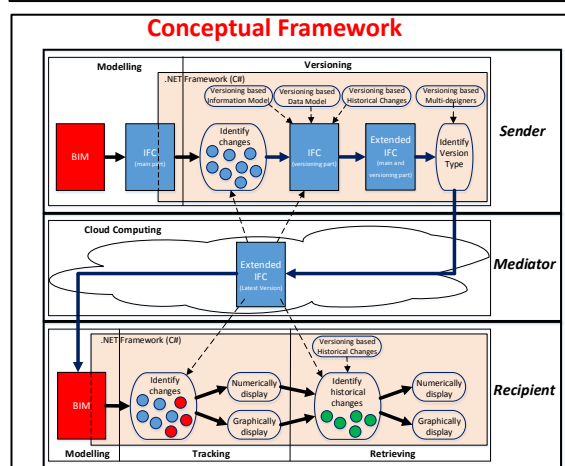 Conceptual Framework
Modelling
Versioning
.NET Framework (C#)
Versioning based
Information Model
Versioning based
Data Model
Versioning based
Historical Changes
Versioning based
Multi-designers
BIM
IFC
(main part)
Identify
changes
IFC
(versioning part)
Extended
IFC
(main and
versioning part)
Identify
Version
Type
Sender
Cloud Computing
Extended
IFC
(Latest Version)
Mediator
.NET Framework (C#)
Versioning based
Historical Changes
BIM
Identify
changes
Numerically
display
Graphically
display
Identify
historical
changes
Numerically
display
Graphically
display
Recipient
Modelling
Tracking
Retrieving